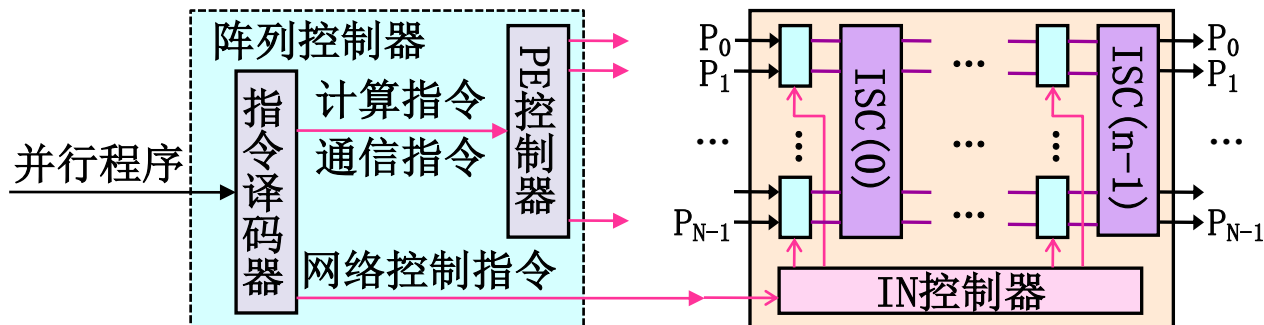 阵列控制器
并行程序
指令译码器
计算指令
通信指令
网络控制指令
PE控制器
P0
P1
...
PN-1
ISC(0)
...
...
...
...
...
ISC(n-1)
P0
P1
...
PN-1
IN控制器